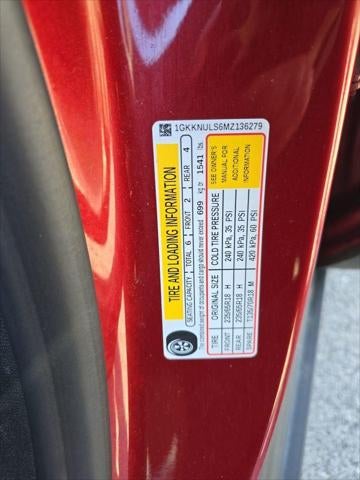 1GKKNULS6MZ136279
TIRE AND LOADING INFORMATION
SEATING CAPACITY TOTAL 6 FRONT 2 REAR 4
The combined weight of occupants and cargo should never exceed 699 kg or 1541 lbs.
TIRE ORIGINAL SIZE COLD TIRE PRESSURE
FRONT 235/65R18 H 240 kPa, 35 PSI
REAR 235/65R18 H 240 kPa, 35 PSI
SPARE T135/70R18 M 420 kPa, 60 PSI
SEE OWNER'S
MANUAL FOR
ADDITIONAL
INFORMATION